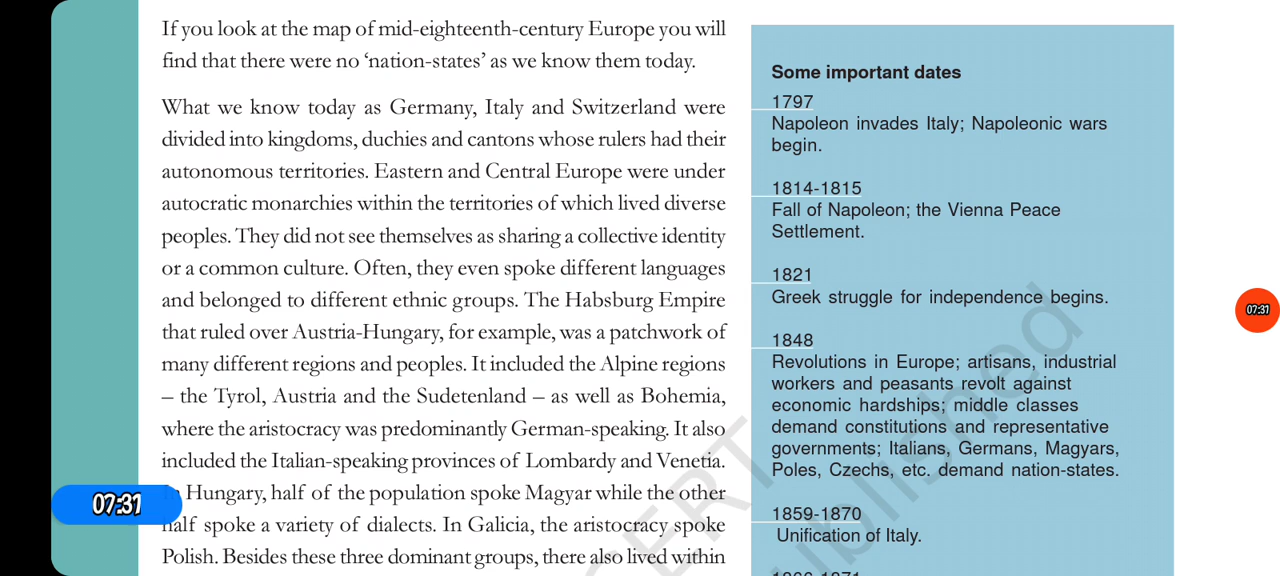 If you look at the map of mid-eighteenth-century Europe you will
find that there were no ‘nation-states’ as we know them today.
What we know today as Germany, Italy and Switzerland were
divided into kingdoms, duchies and cantons whose rulers had their
autonomous territories. Eastern and Central Europe were under
autocratic monarchies within the territories of which lived diverse
peoples. They did not see themselves as sharing a collective identity
or a common culture. Often, they even spoke different languages
and belonged to different ethnic groups. The Habsburg Empire
that ruled over Austria-Hungary, for example, was a patchwork of
many different regions and peoples. It included the Alpine regions
– the Tyrol, Austria and the Sudetenland – as well as Bohemia,
where the aristocracy was predominantly German-speaking. It also
included the Italian-speaking provinces of Lombardy and Venetia.
Hungary, half of the population spoke Magyar while the other
half spoke a variety of dialects. In Galicia, the aristocracy spoke
Polish. Besides these three dominant groups, there also lived within
07:31
Some important dates
1797
Napoleon invades Italy; Napoleonic wars
begin.
1814-1815
Fall of Napoleon; the Vienna Peace
Settlement.
1821
Greek struggle for independence begins.
1848
Revolutions in Europe; artisans, industrial
workers and peasants revolt against
economic hardships; middle classes
demand constitutions and representative
governments; Italians, Germans, Magyars,
Poles, Czechs, etc. demand nation-states.
1859-1870
Unification of Italy.
07:31